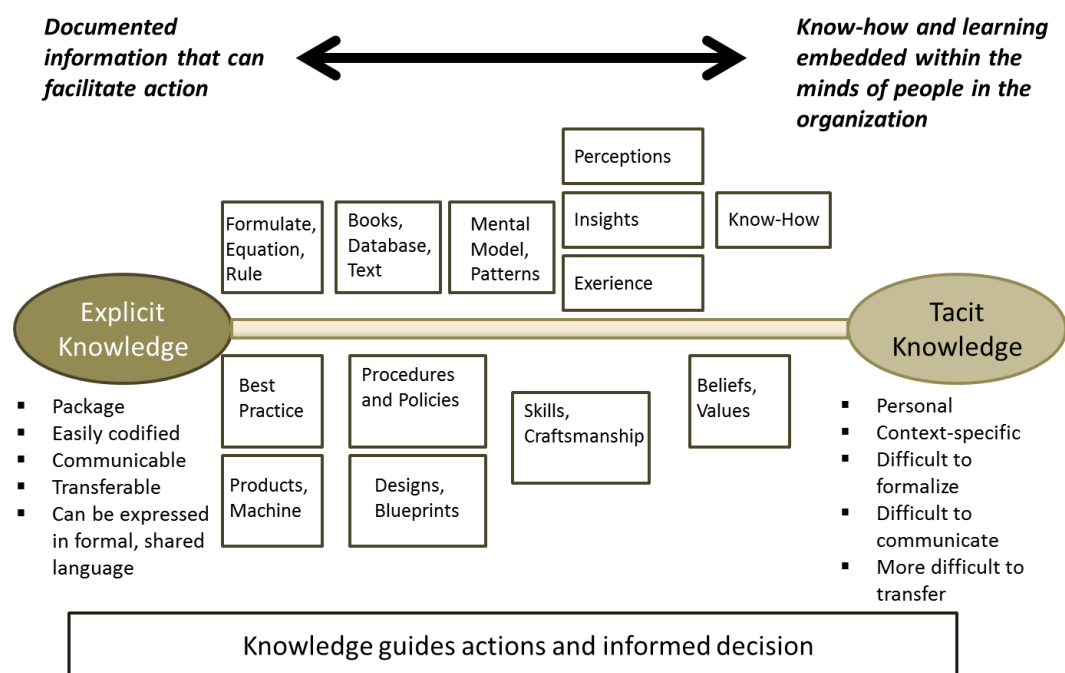 Documented
information that can
facilitate action
Know-how and learning
embedded within the
minds of people in the
organization
Perceptions
Formulate,
Equation,
Rule
Books,
Database,
Text
Mental
Model,
Patterns
Insights
Know-How
Exerience
Explicit
Knowledge
Tacit
Knowledge
Best
Practice
Procedures
and Policies
Skills,
Craftsmanship
Beliefs,
Values
Products,
Machine
Designs,
Blueprints
▪ Package
▪ Easily codified
▪ Communicable
▪ Transferable
▪ Can be expressed
in formal, shared
language
▪ Personal
▪ Context-specific
▪ Difficult to
formalize
▪ Difficult to
communicate
▪ More difficult to
transfer
Knowledge guides actions and informed decision